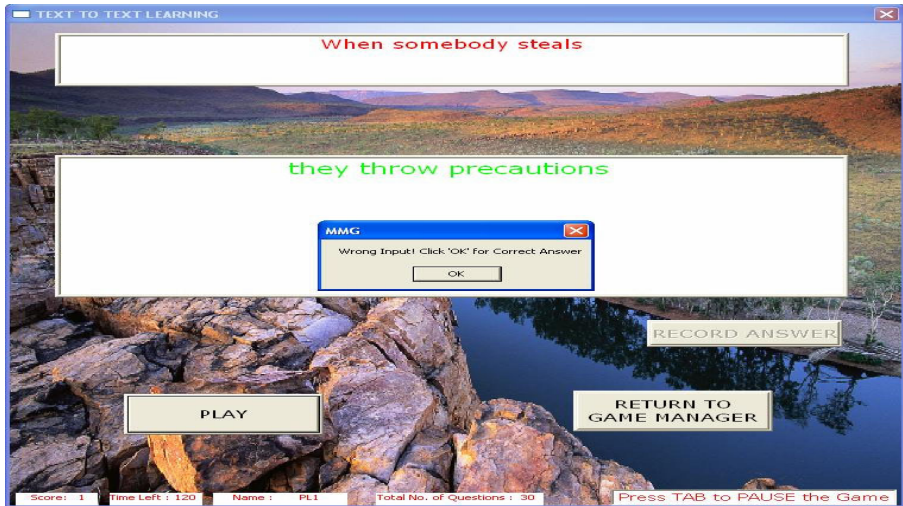 TEXT TO TEXT LEARNING
When somebody steals
they throw precautions
MMG
Wrong Input! Click 'OK' for Correct Answer
OK
RECORD ANSWER
PLAY
RETURN TO
GAME MANAGER
Score: 1 Time Left : 120 Name : PL1 Total No. of Questions : 30 Press TAB to PAUSE the Game